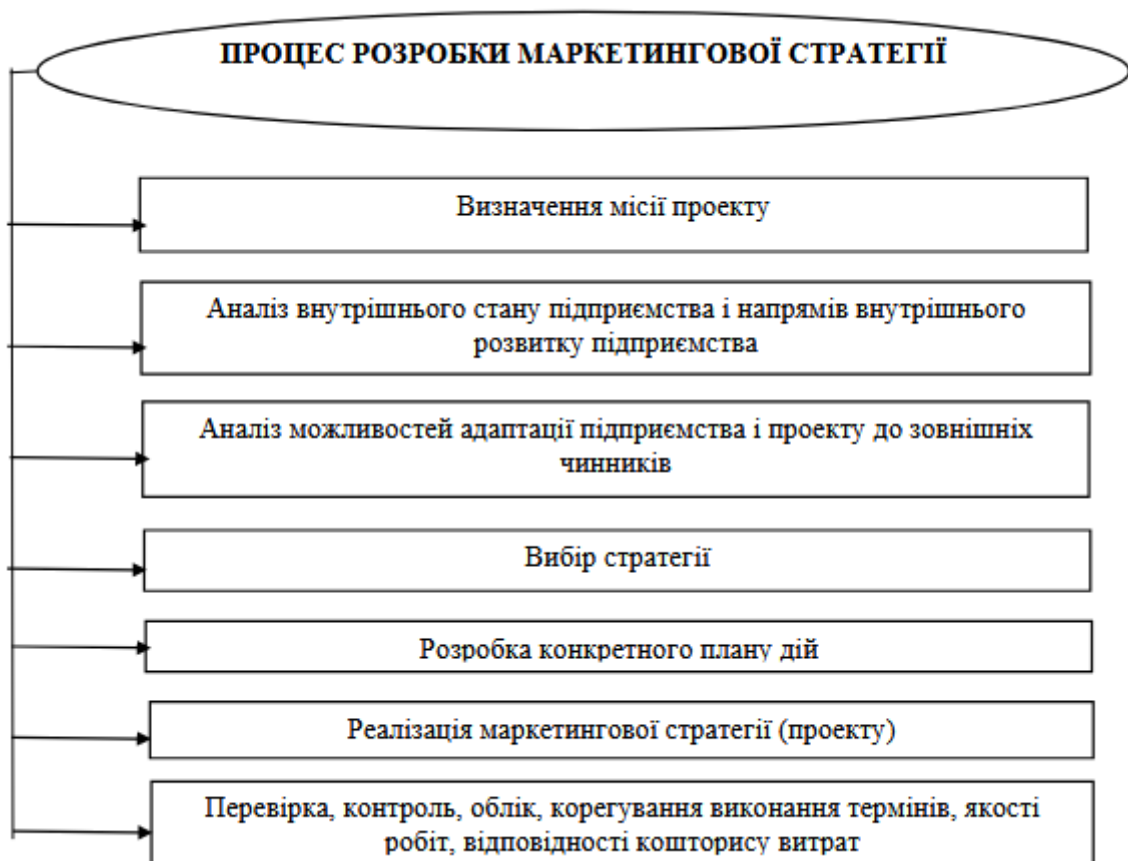 ПРОЦЕС РОЗРОБКИ МАРКЕТИНГОВОЇ СТРАТЕГІЇ
Визначення місії проекту
Аналіз внутрішнього стану підприємства і напрямів внутрішнього
розвитку підприємства
Аналіз можливостей адаптації підприємства і проекту до зовнішніх
чинників
Вибір стратегії
Розробка конкретного плану дій
Реалізація маркетингової стратегії (проекту)
Перевірка, контроль, облік, корегування виконання термінів, якості
робіт, відповідності кошторису витрат